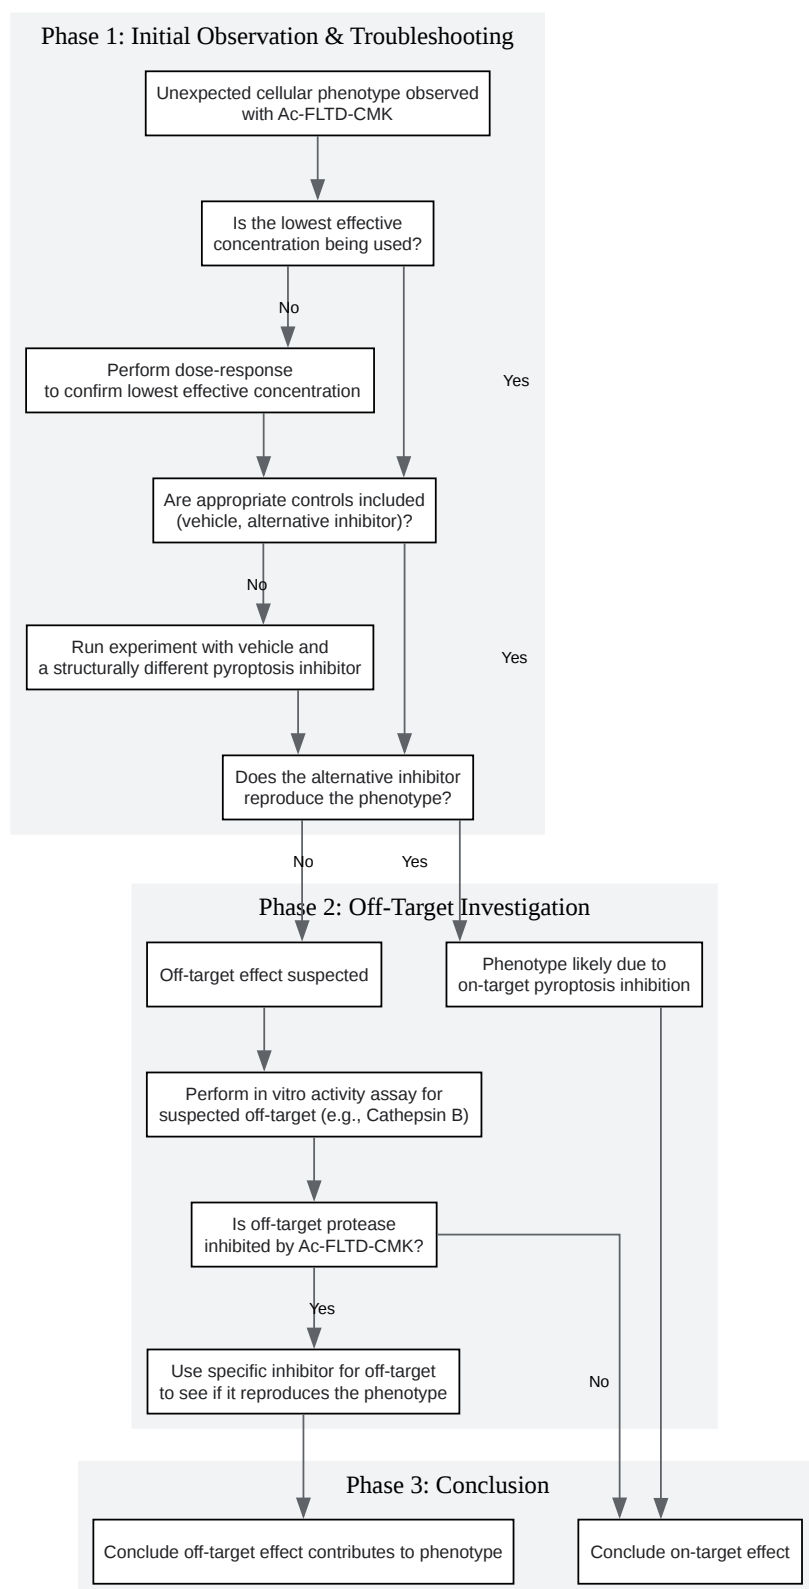 Phase 1: Initial Observation & Troubleshooting
Unexpected cellular phenotype observed
with Ac-FLTD-CMK
Is the lowest effective
concentration being used?
No
Perform dose-response
to confirm lowest effective concentration
Yes
Are appropriate controls included
(vehicle, alternative inhibitor)?
No
Run experiment with vehicle and
a structurally different pyroptosis inhibitor
Yes
Does the alternative inhibitor
reproduce the phenotype?
No
Yes
Phase 2: Off-Target Investigation
Off-target effect suspected
Phenotype likely due to
on-target pyroptosis inhibition
Perform in vitro activity assay for
suspected off-target (e.g., Cathepsin B)
Is off-target protease
inhibited by Ac-FLTD-CMK?
Yes
Use specific inhibitor for off-target
to see if it reproduces the phenotype
No
Phase 3: Conclusion
Conclude off-target effect contributes to phenotype
Conclude on-target effect